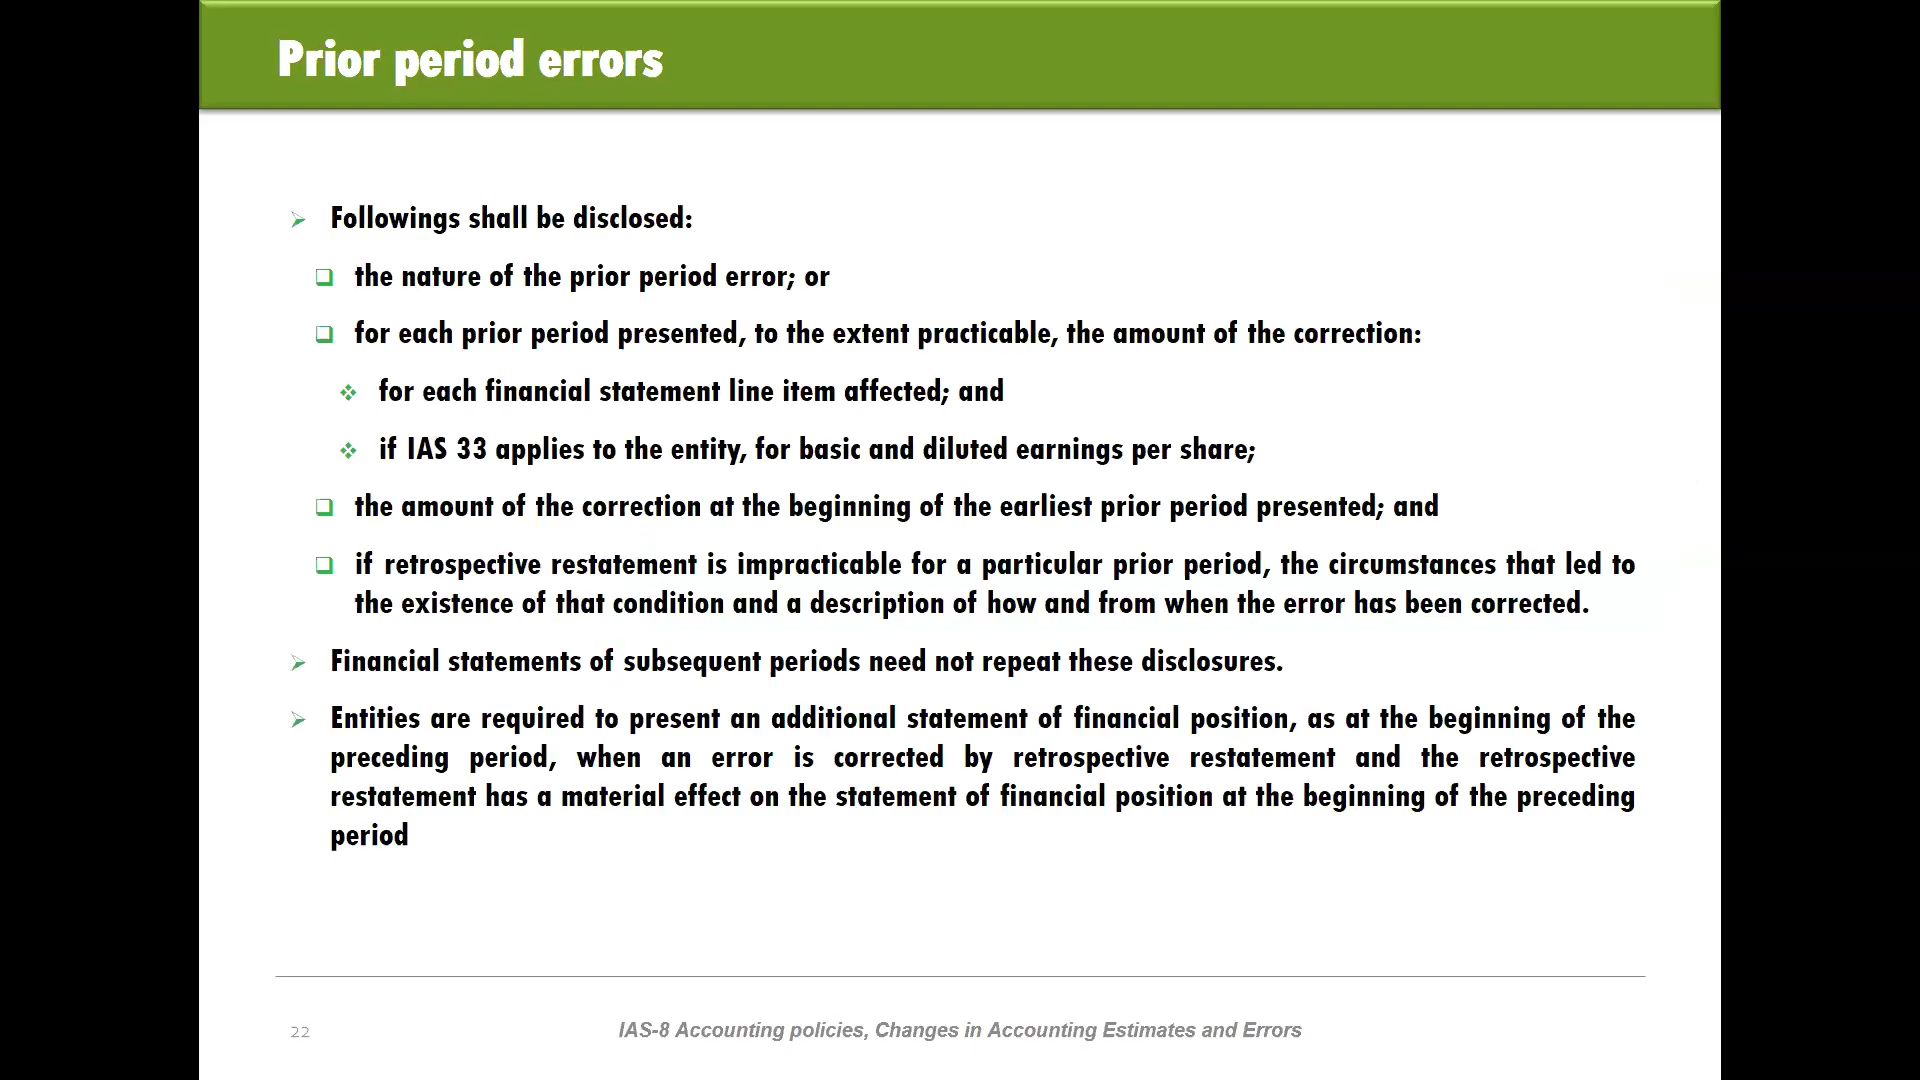 Prior period errors
Followings shall be disclosed:
the nature of the prior period error; or
for each prior period presented, to the extent practicable, the amount of the correction:
for each financial statement line item affected; and
if IAS 33 applies to the entity, for basic and diluted earnings per share;
the amount of the correction at the beginning of the earliest prior period presented; and
if retrospective restatement is impracticable for a particular prior period, the circumstances that led to
the existence of that condition and a description of how and from when the error has been corrected.
Financial statements of subsequent periods need not repeat these disclosures.
Entities are required to present an additional statement of financial position, as at the beginning of the
preceding period, when an error is corrected by retrospective restatement and the retrospective
restatement has a material effect on the statement of financial position at the beginning of the preceding
period
22
IAS-8 Accounting policies, Changes in Accounting Estimates and Errors